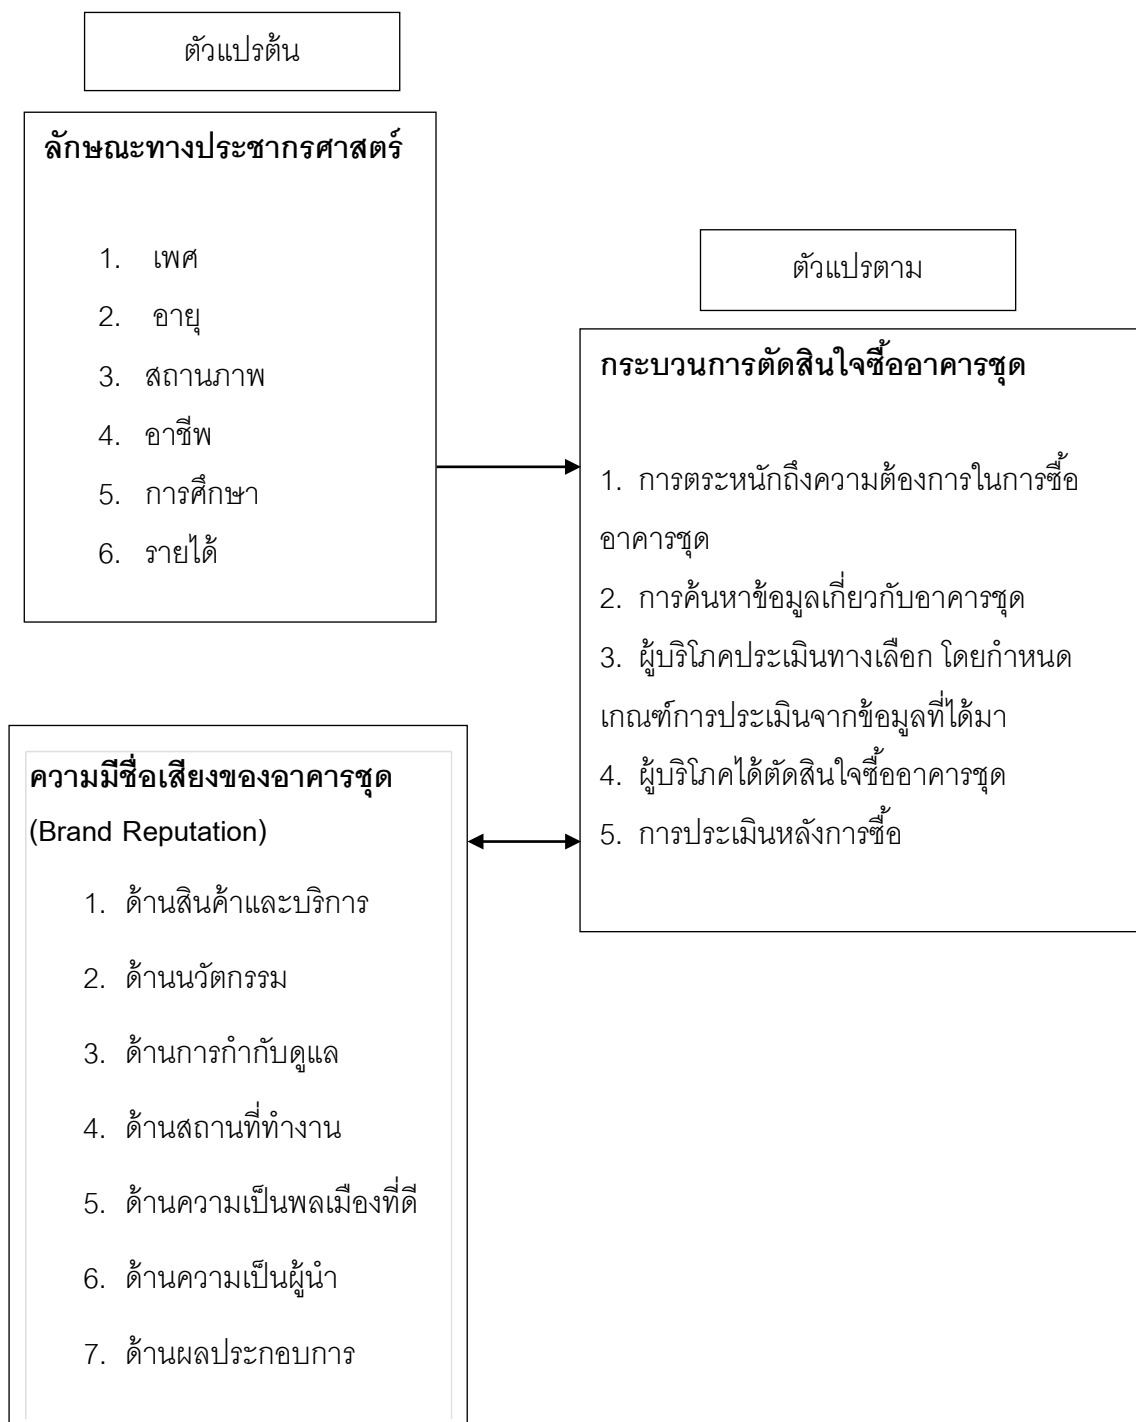 ตัวแปรต้น
ลักษณะทางประชากรศาสตร์
1. เพศ
2. อายุ
3. สถานภาพ
4. อาชีพ
5. การศึกษา
6. รายได้
ตัวแปรตาม
กระบวนการตัดสินใจซื้ออาคารชุด
1. การตระหนักถึงความต้องการในการซื้อ
อาคารชุด
2. การค้นหาข้อมูลเกี่ยวกับอาคารชุด
3. ผู้บริโภคประเมินทางเลือก โดยกำหนด
เกณฑ์การประเมินจากข้อมูลที่ได้มา
4. ผู้บริโภคได้ตัดสินใจซื้ออาคารชุด
5. การประเมินหลังการซื้อ
ความมีชื่อเสียงของอาคารชุด
(Brand Reputation)
1. ด้านสินค้าและบริการ
2. ด้านนวัตกรรม
3. ด้านการกำกับดูแล
4. ด้านสถานที่ทำงาน
5. ด้านความเป็นพลเมืองที่ดี
6. ด้านความเป็นผู้นำ
7. ด้านผลประกอบการ